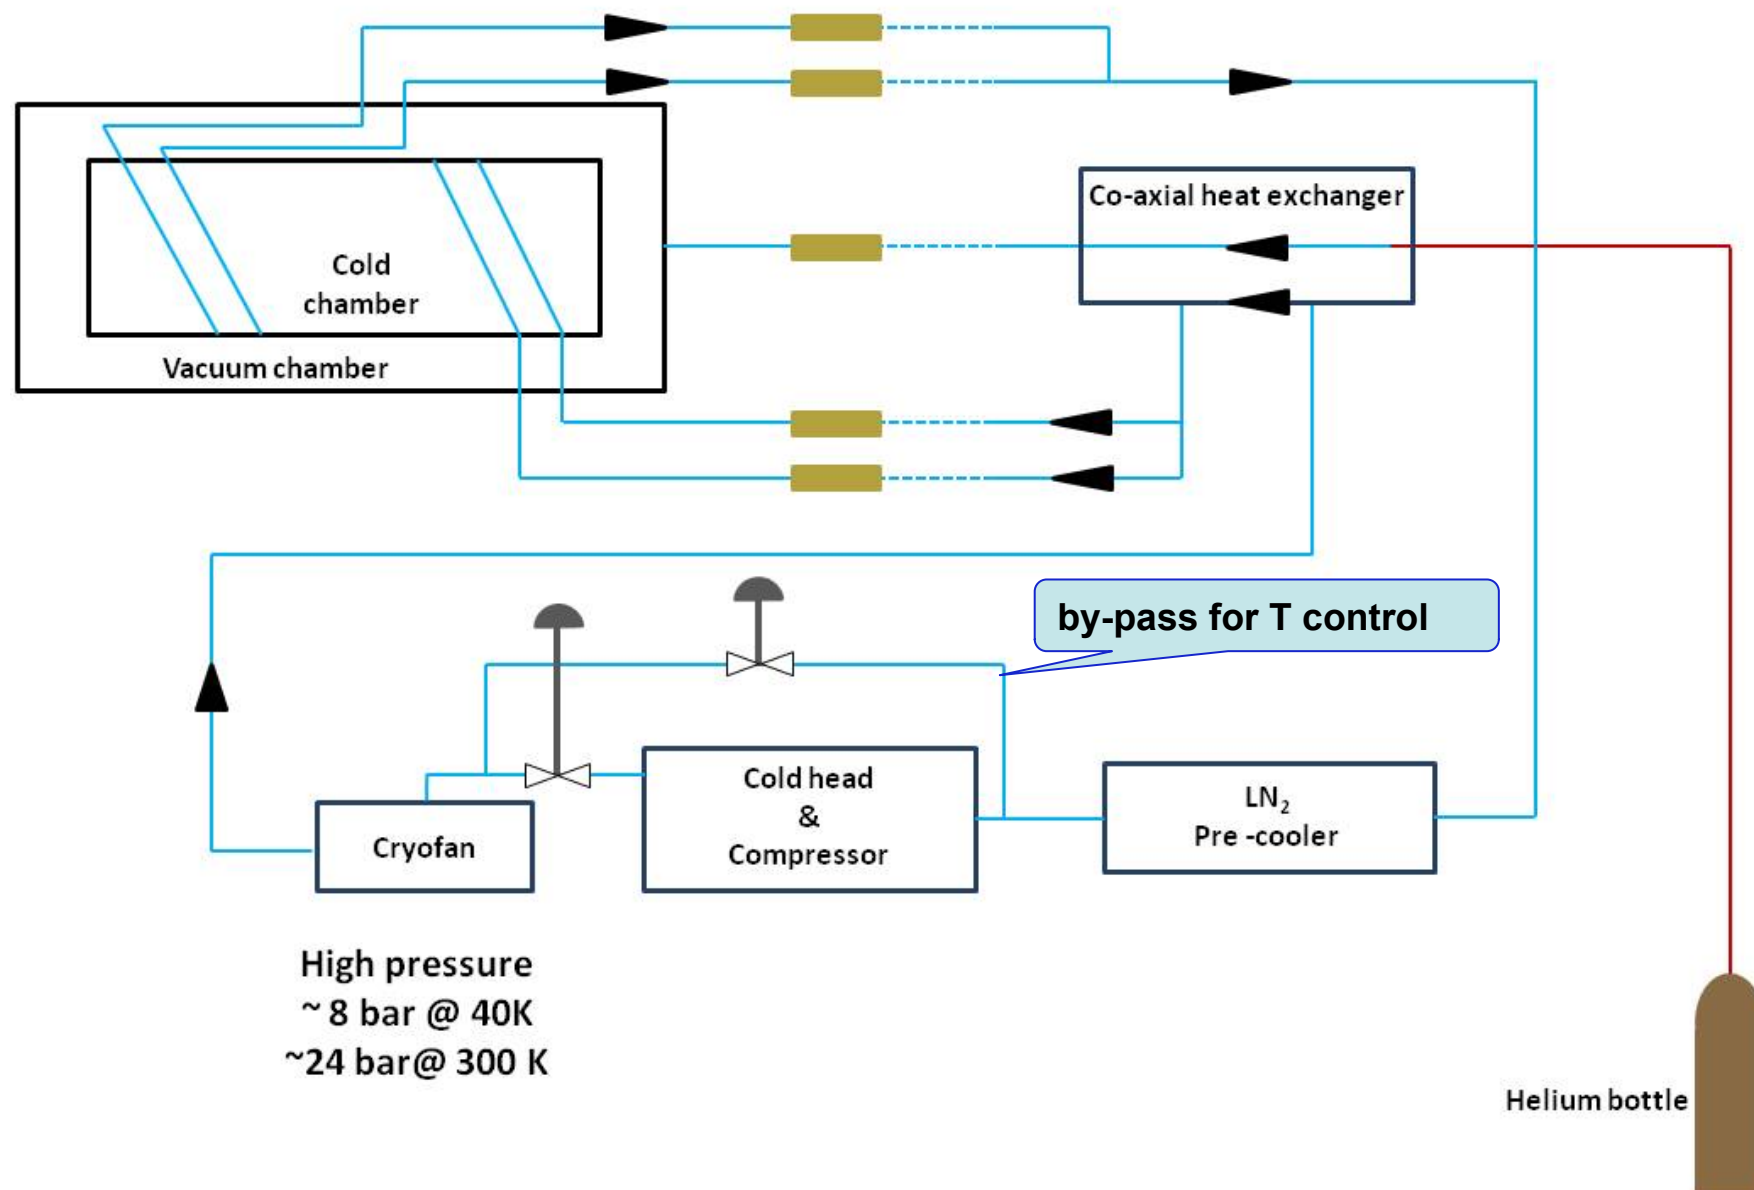 Co-axial heat exchanger
Cold
chamber
Vacuum chamber
by-pass for T control
Cold head
&
Compressor
LN₂
Pre -cooler
Cryofan
High pressure
~ 8 bar @ 40K
~24 bar@ 300 K
Helium bottle